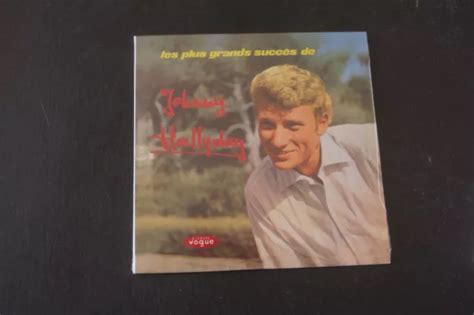 les plus grands succès de
Johnny
Hallyday
vogue